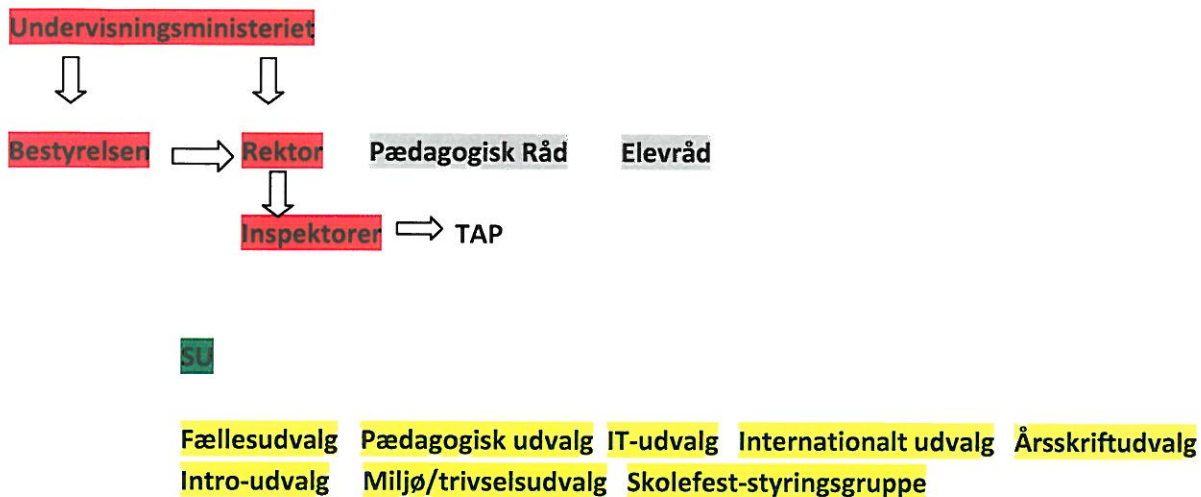 Undervisningsministeriet
Bestyrelsen Rektor Pædagogisk Råd Elevråd
Inspektorer TAP
SU
Fællesudvalg Pædagogisk udvalg IT-udvalg Internationalt udvalg Årsskriftudvalg
Intro-udvalg Miljø/trivselsudvalg Skolefest-styringsgruppe